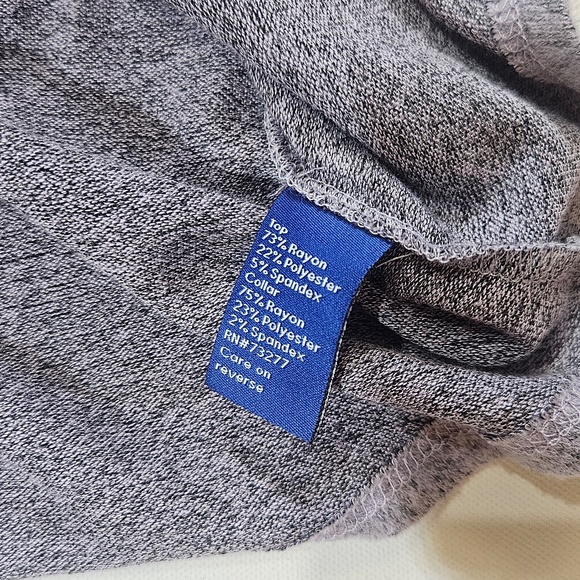 Top
73% Rayon
22% Polyester
5% Spandex
Collar
75% Rayon
23% Polyester
2% Spandex
RN#73277
Care on
reverse